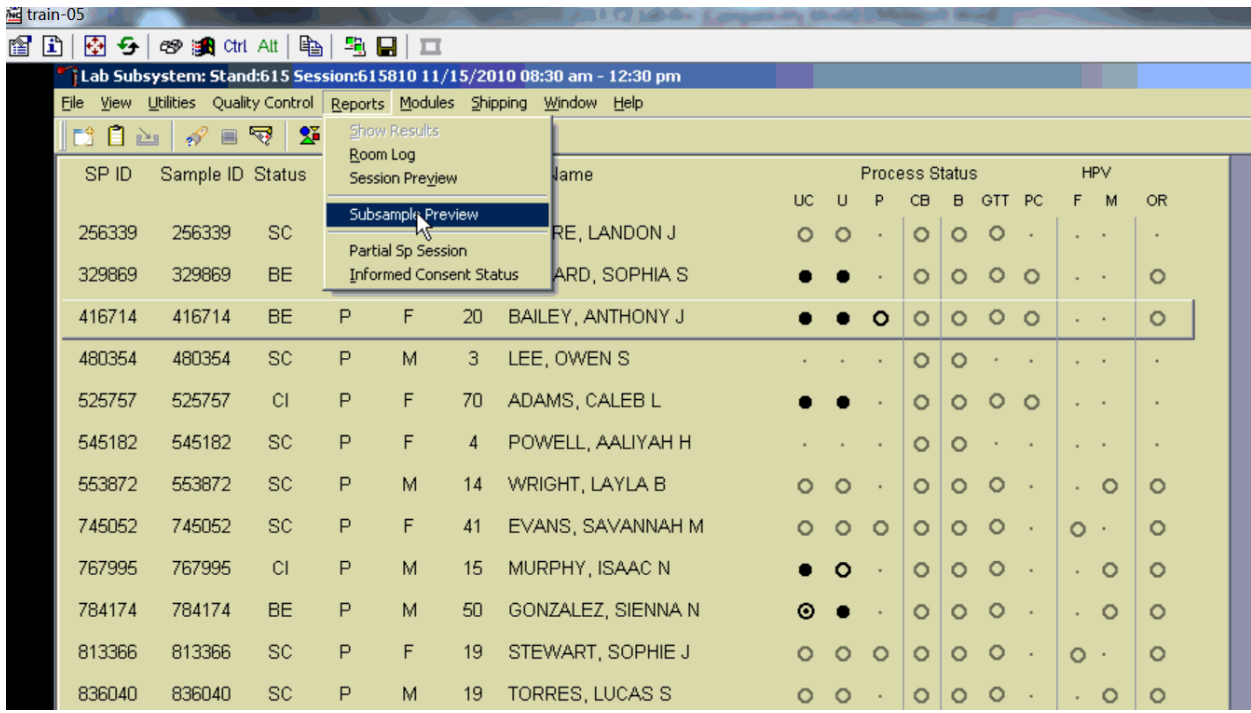 train-05
Ctrl Alt
Lab Subsystem: Stand:615 Session:615810 11/15/2010 08:30 am - 12:30 pm
File View Utilities Quality Control Reports Modules Shipping Window Help
Show Results
Room Log
Session Preview
Subsample Preview
Partial Sp Session
Informed Consent Status
SP ID Sample ID Status Name Process Status HPV
UC U P CB B GTT PC F M OR
256339 256339 SC RE, LANDON J
329869 329869 BE ARD, SOPHIA S
416714 416714 BE P F 20 BAILEY, ANTHONY J
480354 480354 SC P M 3 LEE, OWEN S
525757 525757 CI P F 70 ADAMS, CALEB L
545182 545182 SC P F 4 POWELL, AALIYAH H
553872 553872 SC P M 14 WRIGHT, LAYLA B
745052 745052 SC P F 41 EVANS, SAVANNAH M
767995 767995 CI P M 15 MURPHY, ISAAC N
784174 784174 BE P M 50 GONZALEZ, SIENNA N
813366 813366 SC P F 19 STEWART, SOPHIE J
836040 836040 SC P M 19 TORRES, LUCAS S